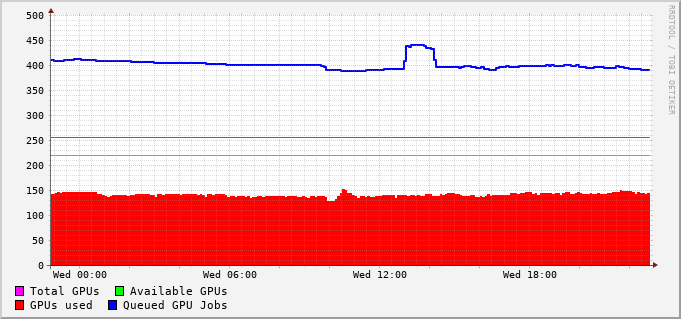 500
450
400
350
300
250
200
150
100
50
0
Wed 00:00 Wed 06:00 Wed 12:00 Wed 18:00
Total GPUs Available GPUs
GPUs used Queued GPU Jobs
RRDTOOL / TOBI OETIKER